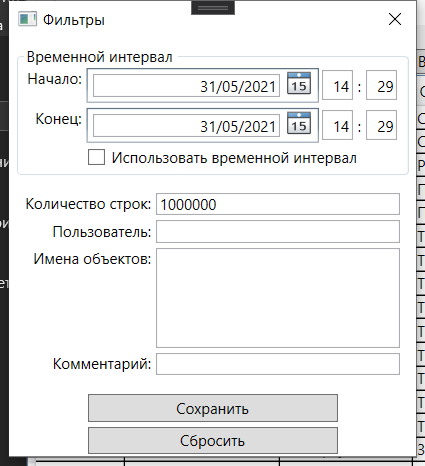 Фильтры
Временной интервал
Начало: 31/05/2021 15 14 : 29
Конец: 31/05/2021 15 14 : 29
Использовать временной интервал
Количество строк: 1000000
Пользователь:
Имена объектов:
Комментарий:
Сохранить
Сбросить